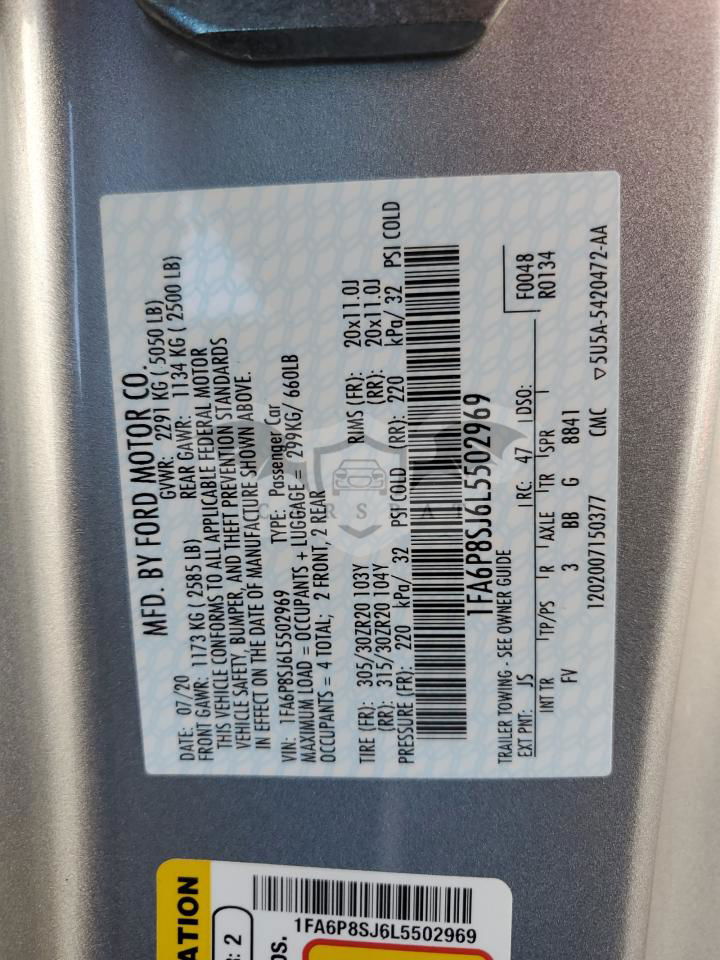 MFD. BY FORD MOTOR CO.
DATE: 07/20 GVWR: 2291 KG ( 5050 LB)
FRONT GAWR: 1173 KG ( 2585 LB) REAR GAWR: 1134 KG ( 2500 LB)
THIS VEHICLE CONFORMS TO ALL APPLICABLE FEDERAL MOTOR
VEHICLE SAFETY, BUMPER, AND THEFT PREVENTION STANDARDS
IN EFFECT ON THE DATE OF MANUFACTURE SHOWN ABOVE.
VIN: 1FA6P8SJ6L5502969 TYPE: Passenger Car
MAXIMUM LOAD = OCCUPANTS + LUGGAGE = 299KG/ 660LB
OCCUPANTS = 4 TOTAL; 2 FRONT, 2 REAR
TIRE (FR): 305/30ZR20 103Y RIMS (FR): 20x11.0J
(RR): 315/30ZR20 104Y (RR): 20x11.0J
PRESSURE (FR): 220 kPa/ 32 PSI COLD (RR): 220 kPa/ 32 PSI COLD
1FA6P8SJ6L5502969
TRAILER TOWING - SEE OWNER GUIDE
F0048
R0134
EXT PNT: JS RC: 47 DSO:
INT TR TP/PS R AXLE TR SPR
FV 3 BB G 8841
1202007150377 CMC ▽5U5A-5420472-AA
ATION
: 2
OS.
1FA6P8SJ6L5502969